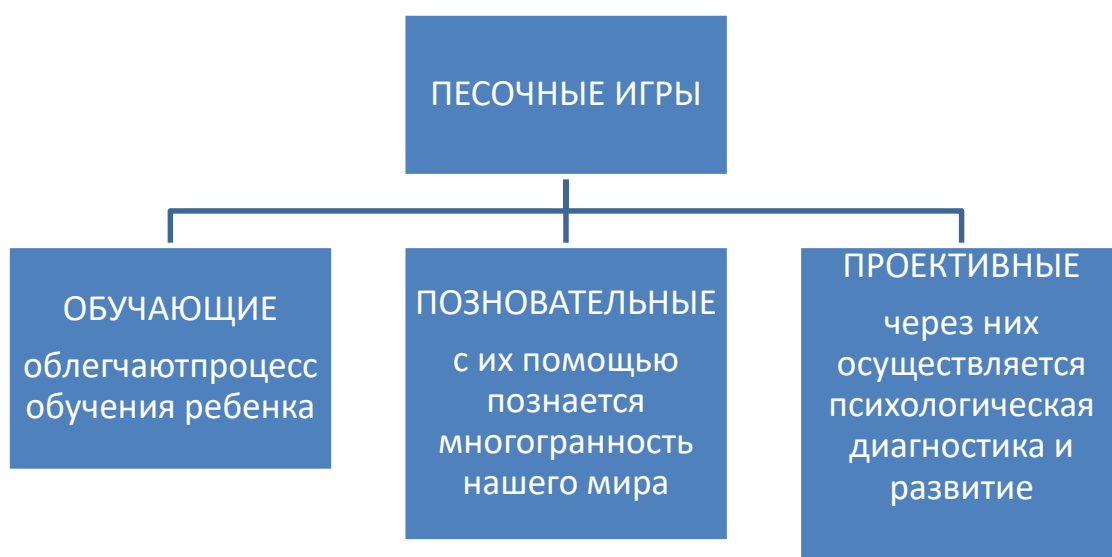 ПЕСОЧНЫЕ ИГРЫ
ОБУЧАЮЩИЕ
облегчаютпроцесс
обучения ребенка
ПОЗНОВАТЕЛЬНЫЕ
с их помощью
познается
многогранность
нашего мира
ПРОЕКТИВНЫЕ
через них
осуществляется
психологическая
диагностика и
развитие